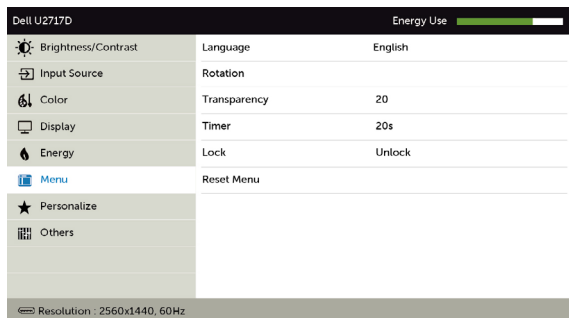 Dell U2717D Energy Use
Brightness/Contrast Language English
Input Source Rotation
Color Transparency 20
Display Timer 20s
Energy Lock Unlock
Menu Reset Menu
Personalize
Others
Resolution : 2560x1440, 60Hz